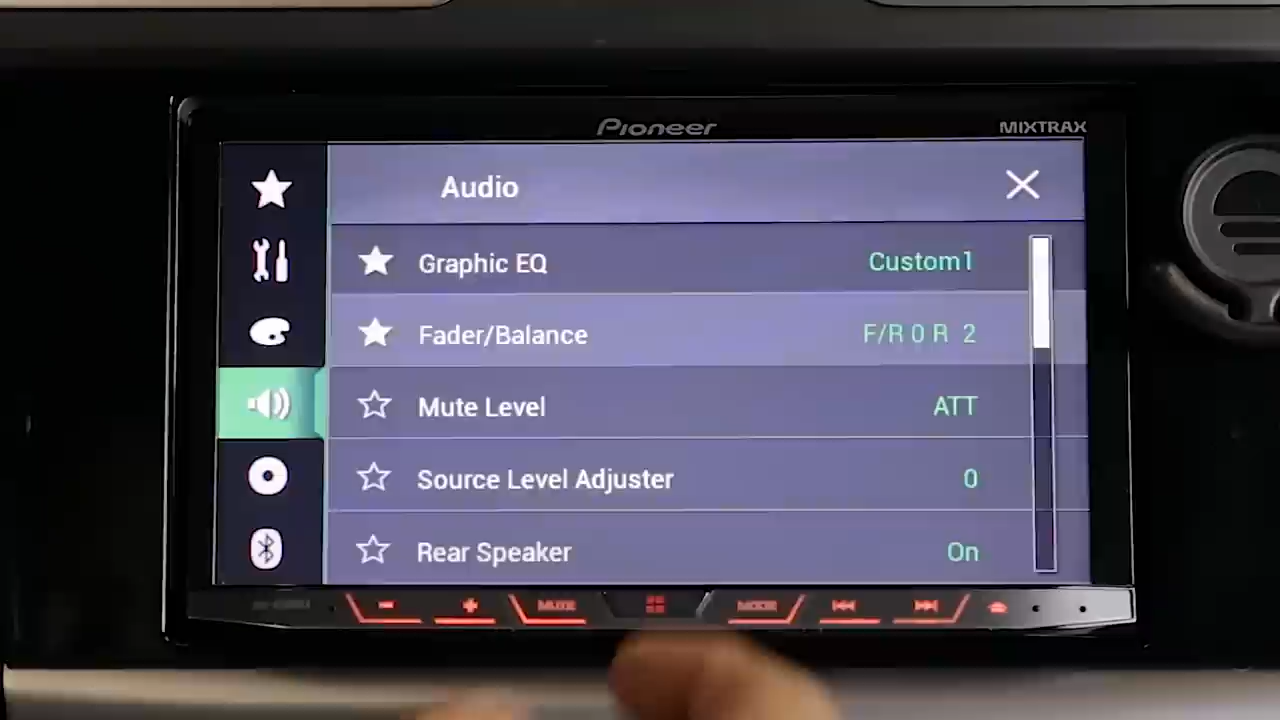 Pioneer
MIXTRAX
Audio
Graphic EQ Custom1
Fader/Balance F/R 0 R 2
Mute Level ATT
Source Level Adjuster 0
Rear Speaker On
MUTE
MODE